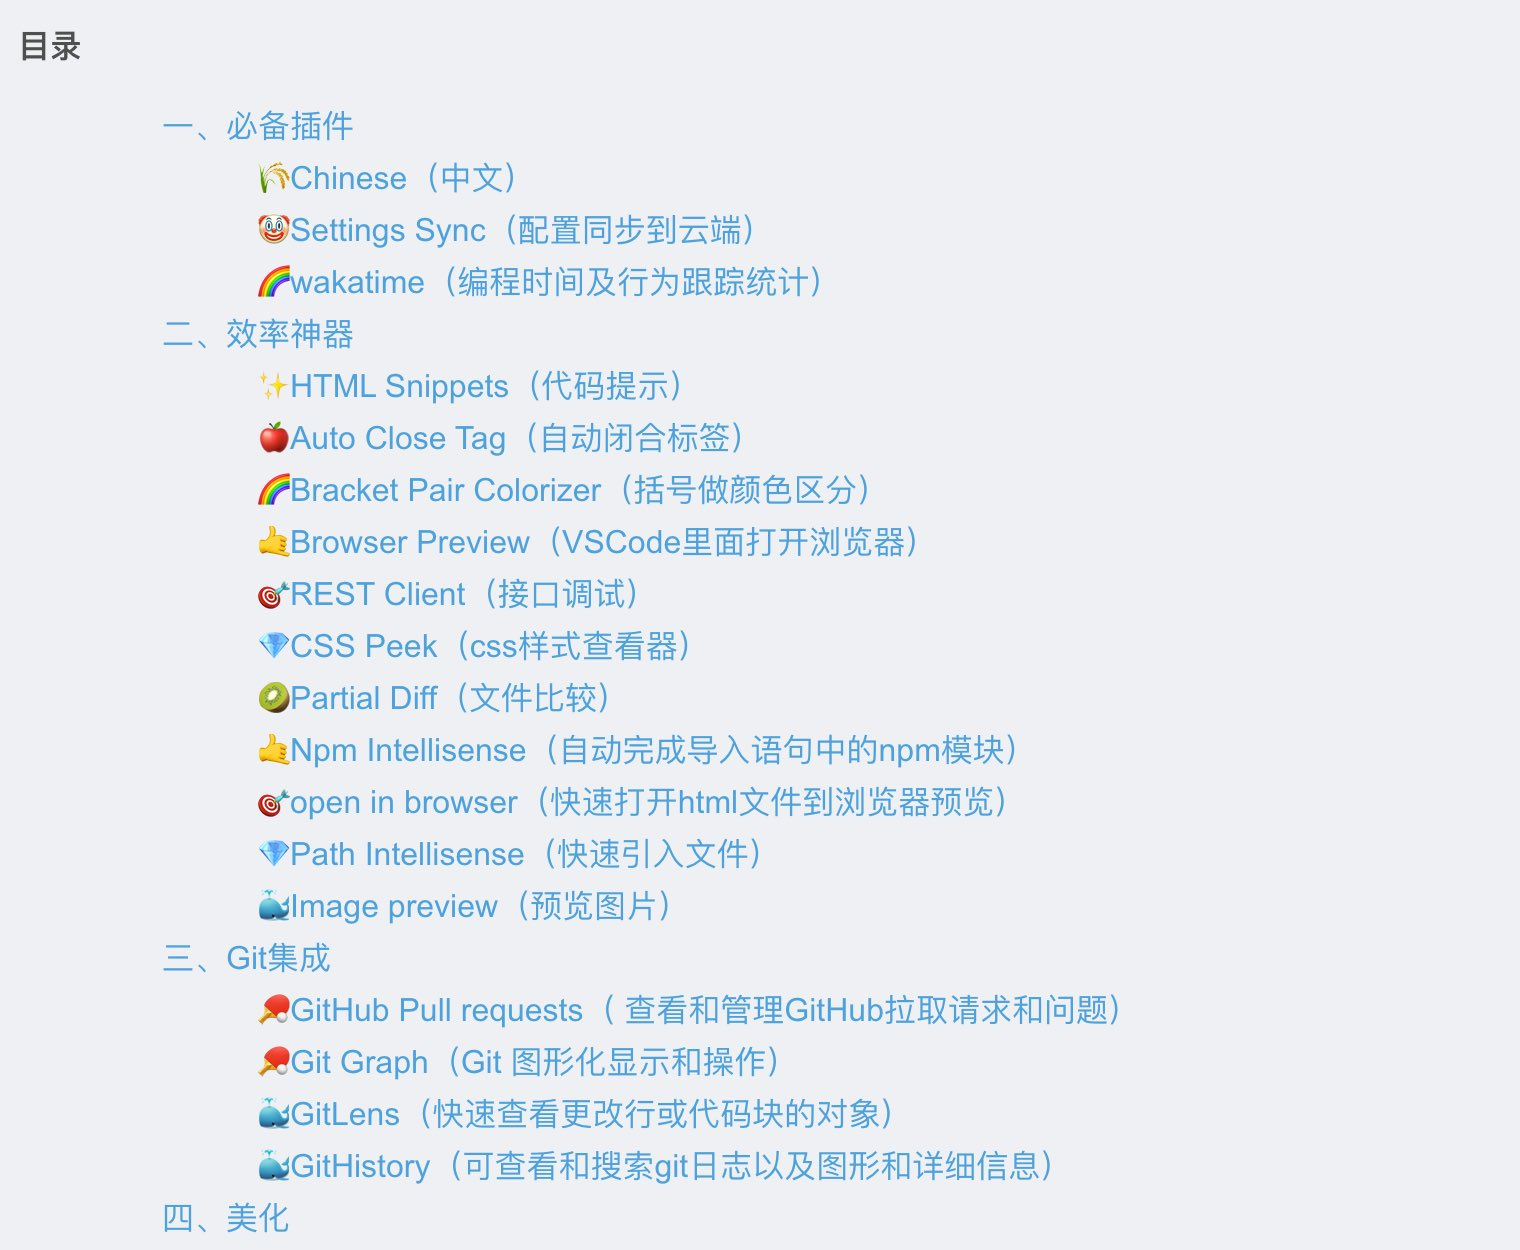 目录
一、必备插件
🌾Chinese（中文）
🤡Settings Sync（配置同步到云端）
🌈wakatime（编程时间及行为跟踪统计）
二、效率神器
✨HTML Snippets（代码提示）
🍎Auto Close Tag（自动闭合标签）
🌈Bracket Pair Colorizer（括号做颜色区分）
🤙Browser Preview（VSCode里面打开浏览器）
🎯REST Client（接口调试）
💎CSS Peek（css样式查看器）
🥝Partial Diff（文件比较）
🤙Npm Intellisense（自动完成导入语句中的npm模块）
🎯open in browser（快速打开html文件到浏览器预览）
💎Path Intellisense（快速引入文件）
🐳Image preview（预览图片）
三、Git集成
🏓GitHub Pull requests（ 查看和管理GitHub拉取请求和问题）
🏓Git Graph（Git 图形化显示和操作）
🐳GitLens（快速查看更改行或代码块的对象）
🐳GitHistory（可查看和搜索git日志以及图形和详细信息）
四、美化